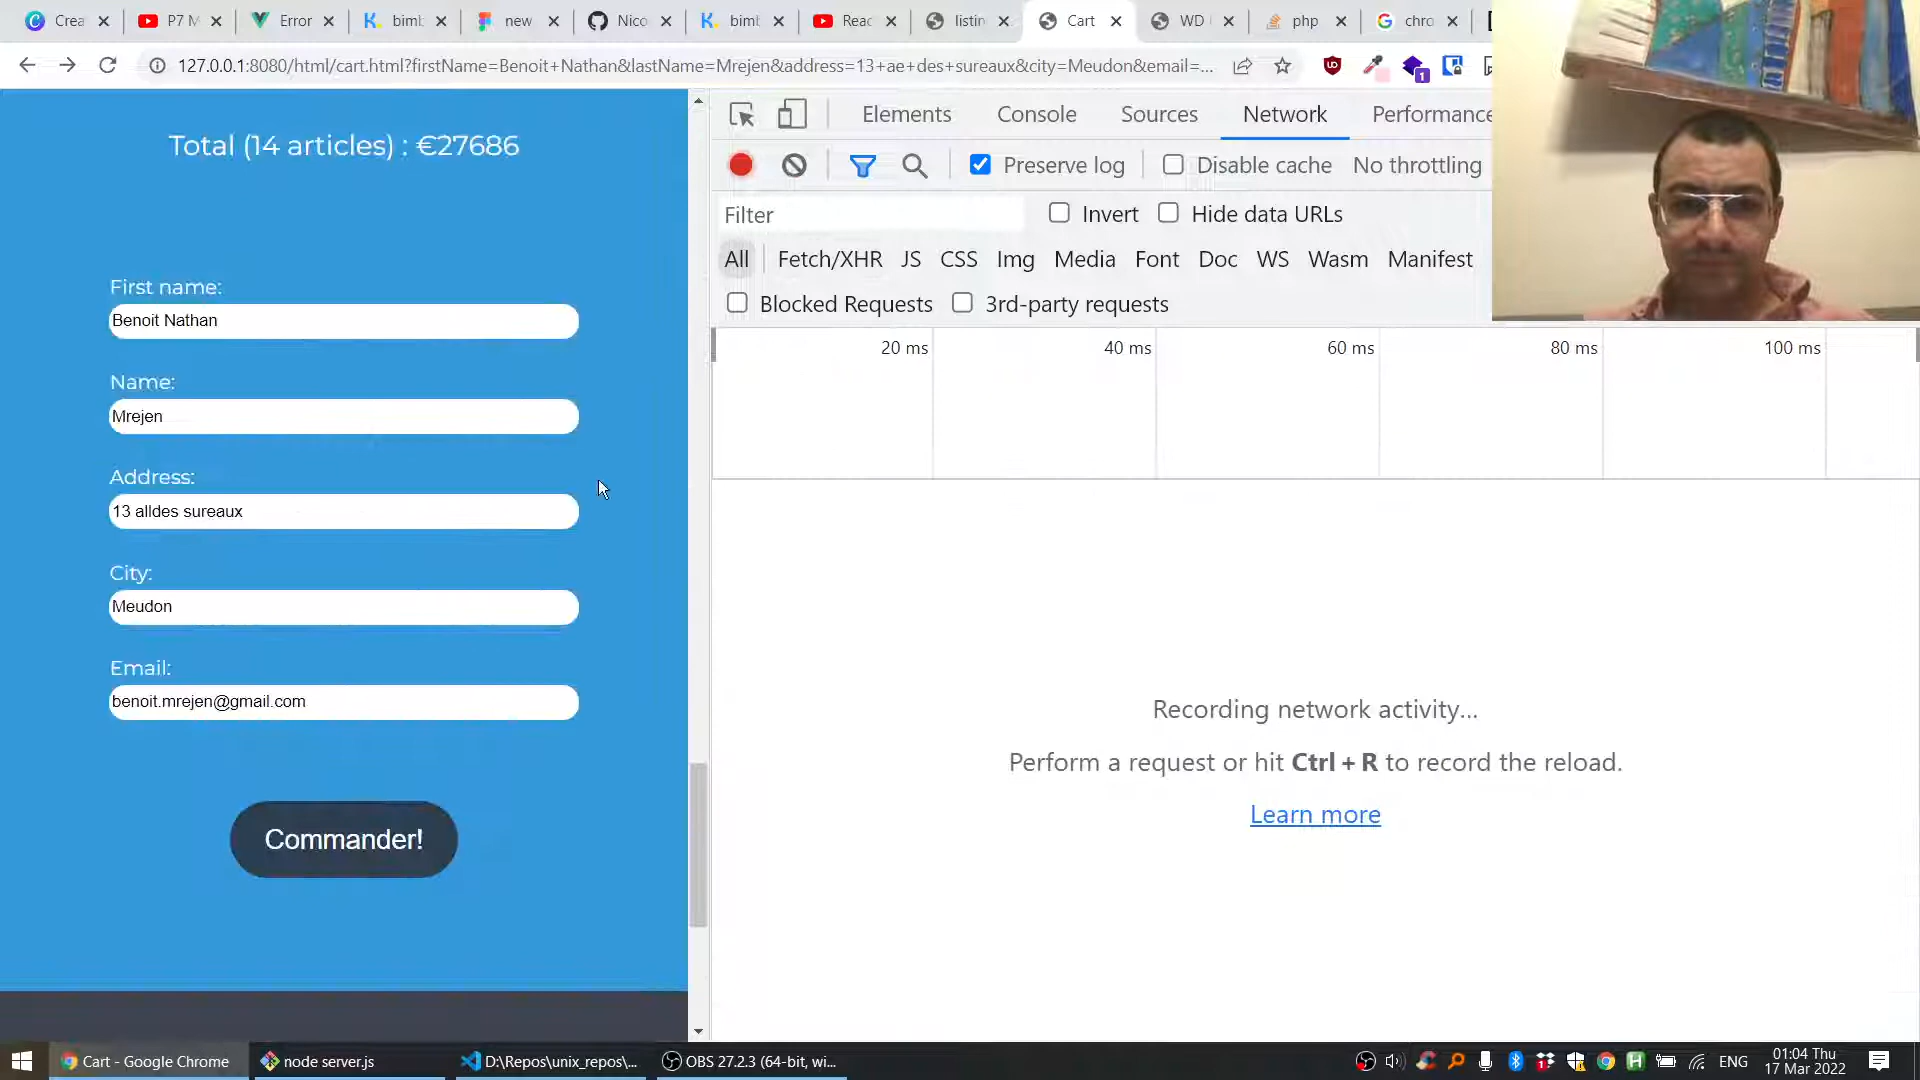 Crea
P7 M
Error
bimb
new
Nico
bimb
Reac
listin
Cart
WD
php
chro
127.0.0.1:8080/html/cart.html?firstName=Benoit+Nathan&lastName=Mrejen&address=13+ae+des+sureaux&city=Meudon&email=...
1
Total (14 articles) : €27686
First name:
Benoit Nathan
Name:
Mrejen
Address:
13 alldes sureaux
City:
Meudon
Email:
benoit.mrejen@gmail.com
Commander!
Elements
Console
Sources
Network
Performance
Preserve log
Disable cache
No throttling
Filter
Invert
Hide data URLs
All
Fetch/XHR
JS
CSS
Img
Media
Font
Doc
WS
Wasm
Manifest
Blocked Requests
3rd-party requests
20 ms
40 ms
60 ms
80 ms
100 ms
Recording network activity...
Perform a request or hit Ctrl + R to record the reload.
Learn more
Cart - Google Chrome
node server.js
D:\Repos\unix_repos\...
OBS 27.2.3 (64-bit, wi...
ENG
01:04 Thu
17 Mar 2022